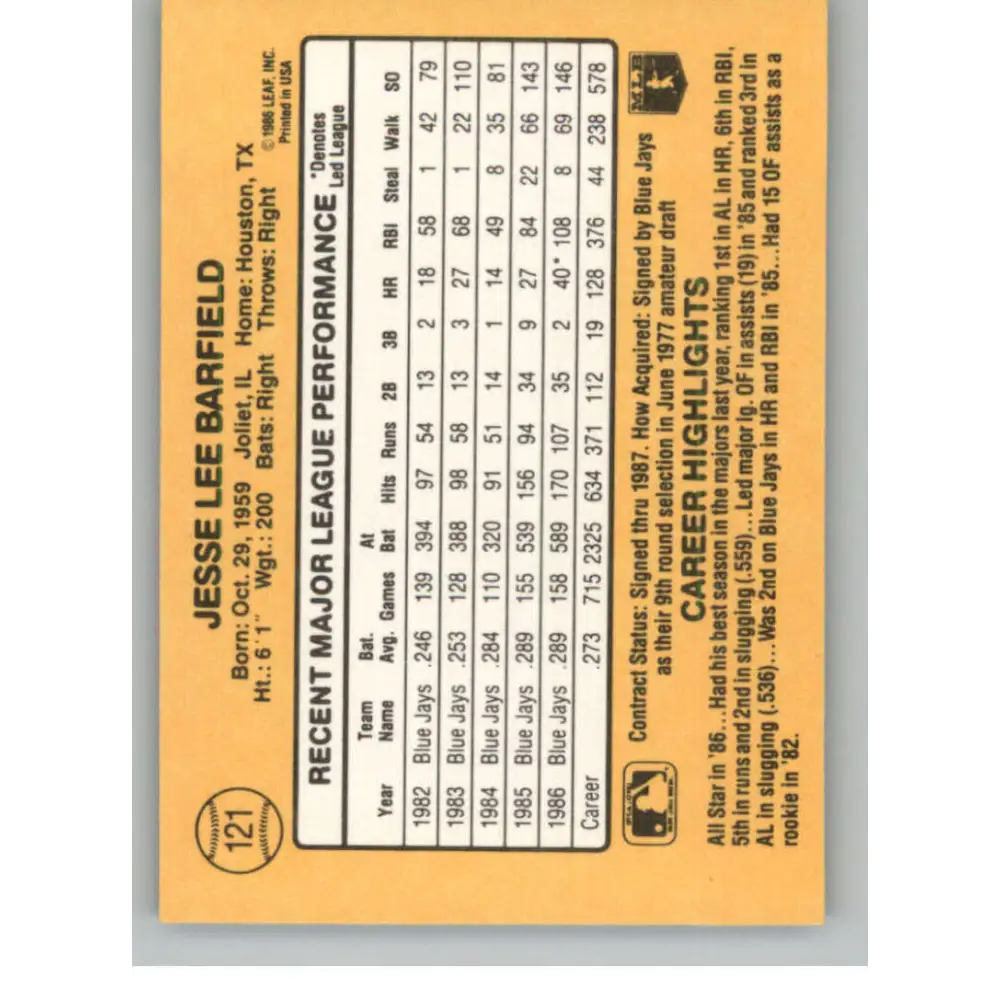 121
JESSE LEE BARFIELD
Born: Oct. 29, 1959 Joliet, IL Home: Houston, TX
Ht.: 6'1" Wgt.: 200 Bats: Right Throws: Right
© 1986 LEAF, INC.
Printed in USA
RECENT MAJOR LEAGUE PERFORMANCE *Denotes Led League
Year Team Name Bat. Avg. Games At Bat Hits Runs 2B 3B HR RBI Steal Walk SO
1982 Blue Jays .246 139 394 97 54 13 2 18 58 1 42 79
1983 Blue Jays .253 128 388 98 58 13 3 27 68 1 22 110
1984 Blue Jays .284 110 320 91 51 14 1 14 49 8 35 81
1985 Blue Jays .289 155 539 156 94 34 9 27 84 22 66 143
1986 Blue Jays .289 158 589 170 107 35 2 40* 108 8 69 146
Career .273 715 2325 634 371 112 19 128 376 44 238 578
Contract Status: Signed thru 1987. How Acquired: Signed by Blue Jays
as their 9th round selection in June 1977 amateur draft
MLB
CAREER HIGHLIGHTS
All Star in '86...Had his best season in the majors last year, ranking 1st in AL in HR, 6th in RBI,
5th in runs and 2nd in slugging (.559)...Led major lg. OF in assists (19) in '85 and ranked 3rd in
AL in slugging (.536)...Was 2nd on Blue Jays in HR and RBI in '85...Had 15 OF assists as a
rookie in '82.